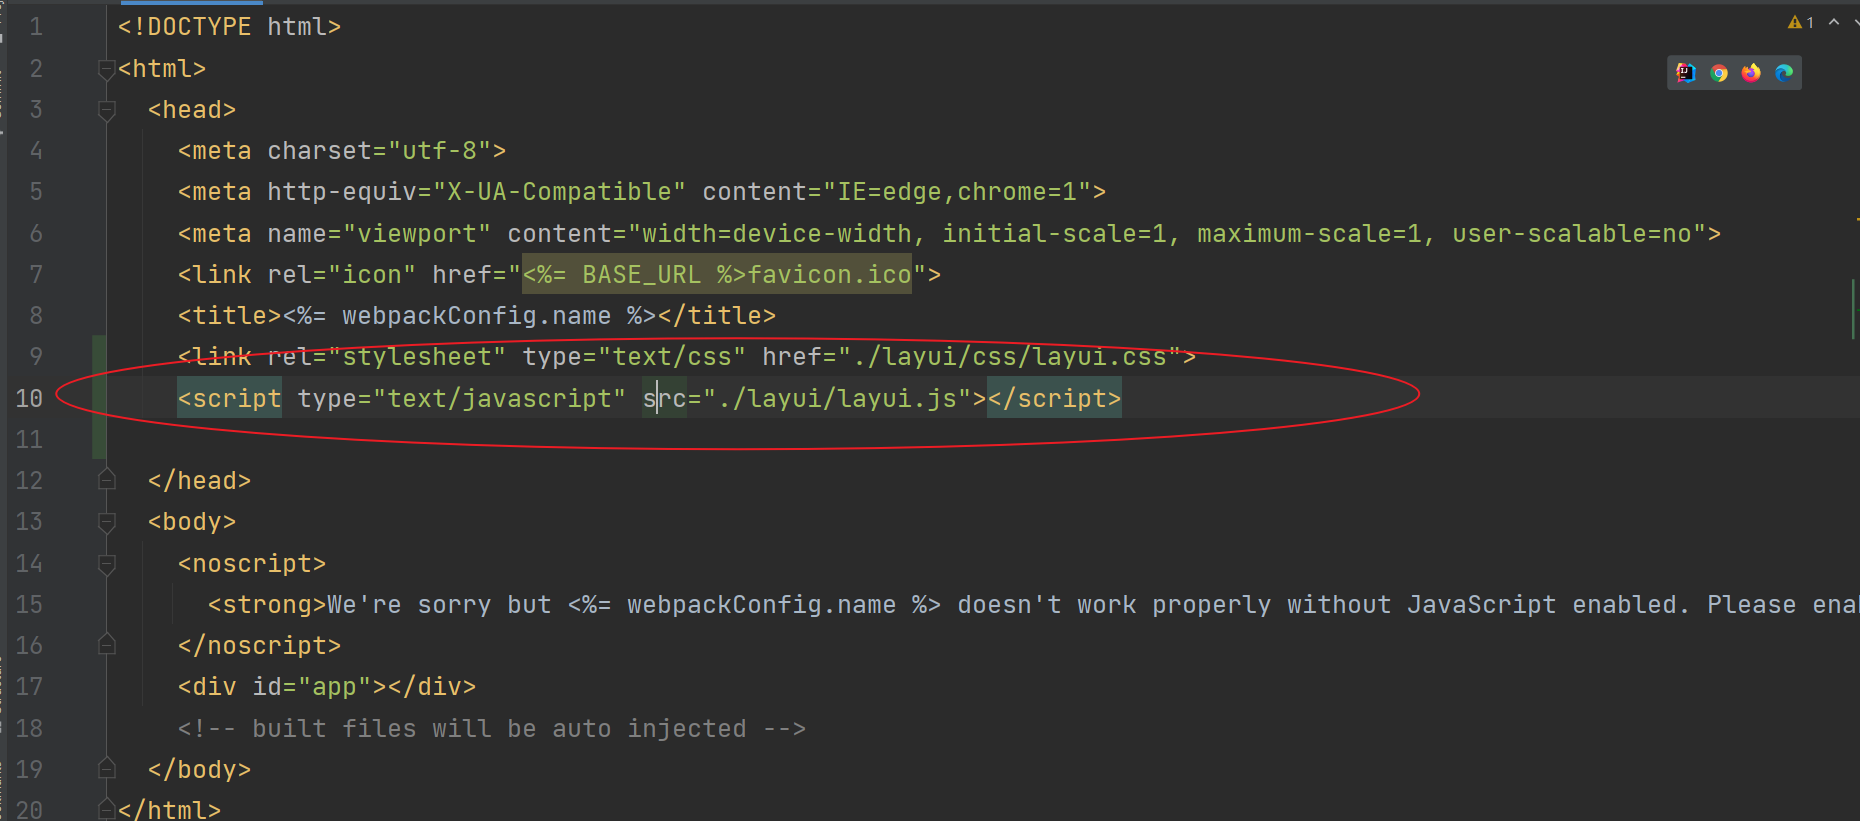 1 <!DOCTYPE html>
2 <html>
3 <head>
4 <meta charset="utf-8">
5 <meta http-equiv="X-UA-Compatible" content="IE=edge,chrome=1">
6 <meta name="viewport" content="width=device-width, initial-scale=1, maximum-scale=1, user-scalable=no">
7 <link rel="icon" href="<%= BASE_URL %>favicon.ico">
8 <title><%= webpackConfig.name %></title>
9 <link rel="stylesheet" type="text/css" href="./layui/css/layui.css">
10 <script type="text/javascript" src="./layui/layui.js"></script>
11
12 </head>
13 <body>
14 <noscript>
15 <strong>We're sorry but <%= webpackConfig.name %> doesn't work properly without JavaScript enabled. Please
16 </noscript>
17 <div id="app"></div>
18 <!-- built files will be auto injected -->
19 </body>
20 </html>
1